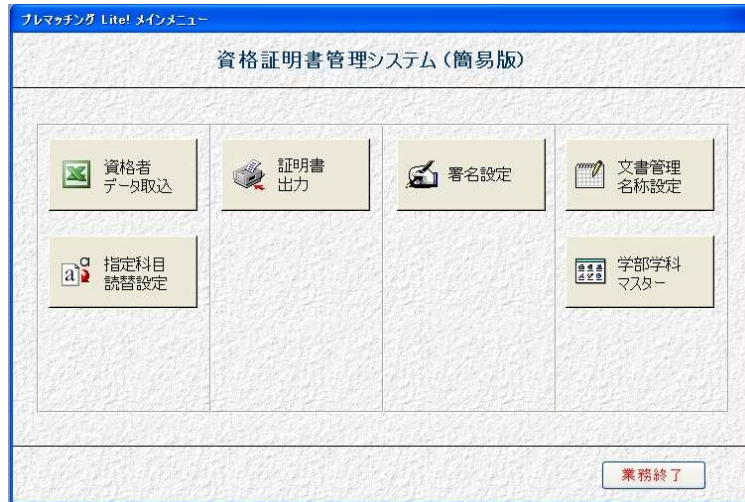 プレマッチング Lite! メインメニュー
資格証明書管理システム（簡易版）
資格者
データ取込
証明書
出力
署名設定
文書管理
名称設定
指定科目
読替設定
学部学科
マスター
業務終了